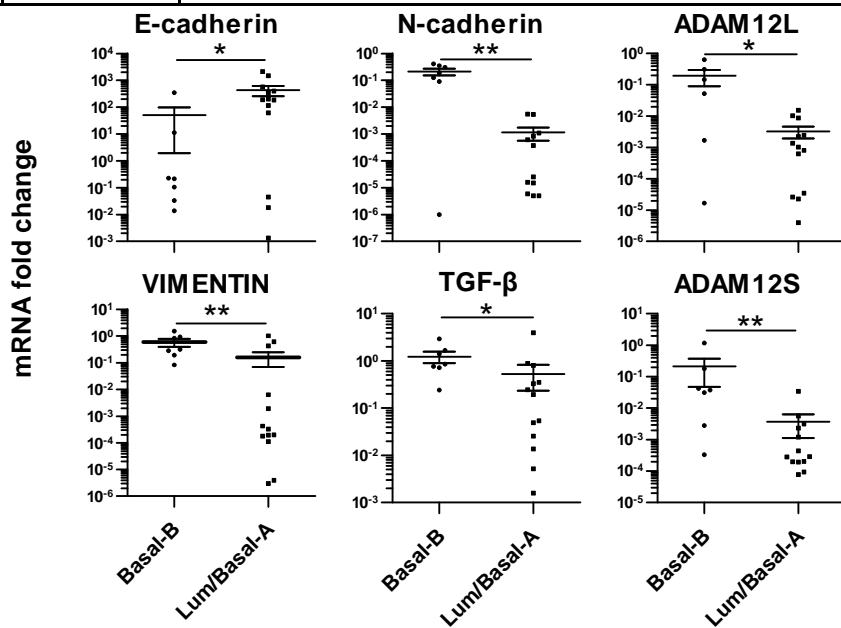 E-cadherin N-cadherin ADAM12L
* ** *
10⁴ 10³ 10² 10¹ 10⁰ 10⁻¹ 10⁻² 10⁻³
10⁰ 10⁻¹ 10⁻² 10⁻³ 10⁻⁴ 10⁻⁵ 10⁻⁶ 10⁻⁷
10⁰ 10⁻¹ 10⁻² 10⁻³ 10⁻⁴ 10⁻⁵ 10⁻⁶
mRNA fold change
VIMENTIN TGF-β ADAM12S
** * **
10¹ 10⁰ 10⁻¹ 10⁻² 10⁻³ 10⁻⁴ 10⁻⁵ 10⁻⁶
10¹ 10⁰ 10⁻¹ 10⁻² 10⁻³
10¹ 10⁰ 10⁻¹ 10⁻² 10⁻³ 10⁻⁴ 10⁻⁵
Basal-B Lum/Basal-A Basal-B Lum/Basal-A Basal-B Lum/Basal-A